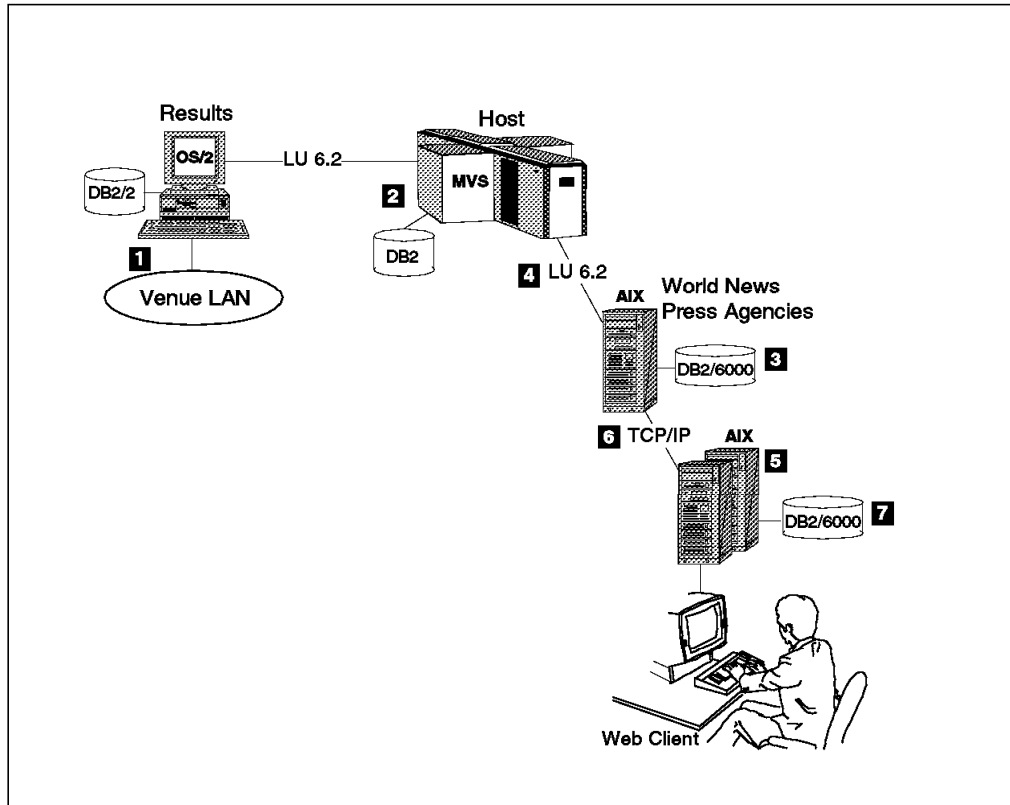 Results
Host
OS/2
LU 6.2
MVS
DB2/2
2
DB2
1
Venue LAN
4 LU 6.2
AIX
World News
Press Agencies
DB2/6000
3
6 TCP/IP
AIX
5
DB2/6000
7
Web Client